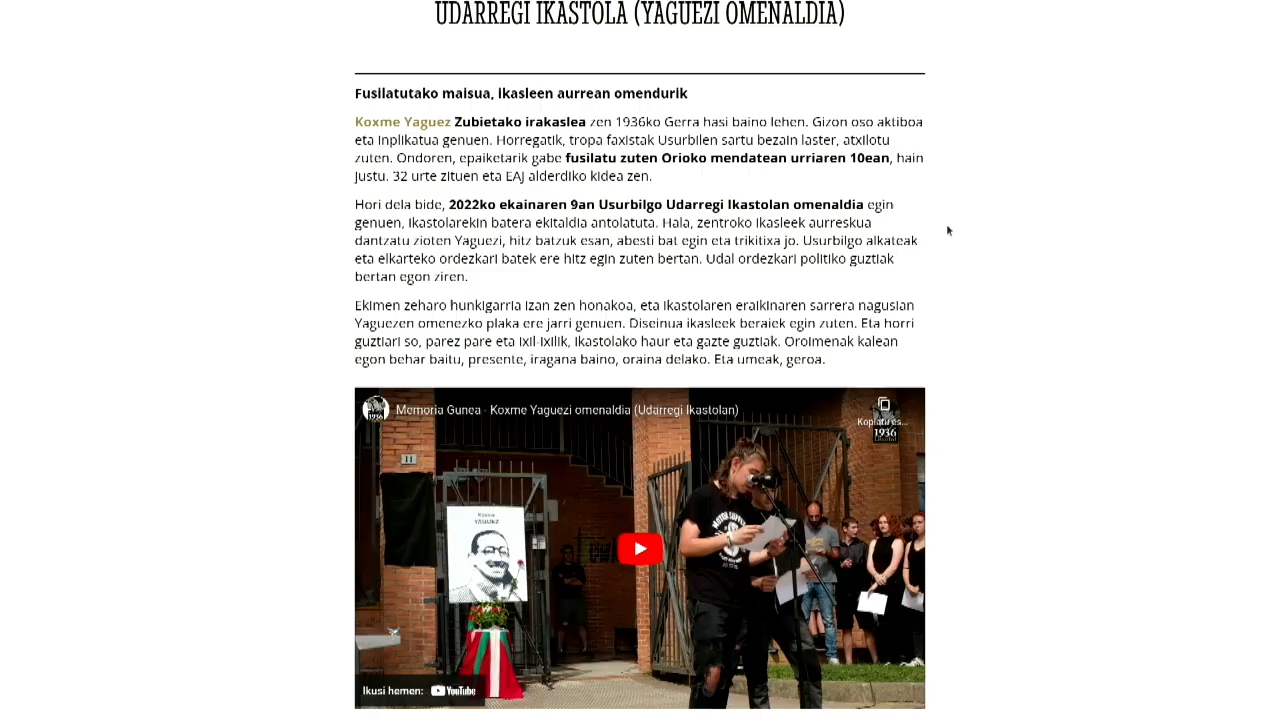 UDARREGI IKASTOLA (YAGUEZI OMENALDIA)
Fusilatutako maisua, ikasleen aurrean omendurik
Koxme Yaguez Zubietako irakaslea zen 1936ko Gerra hasi baino lehen. Gizon oso aktiboa
eta inplikatua genuen. Horregatik, tropa faxistak Usurbilen sartu bezain laster, atxilotu
zuten. Ondoren, epaiketarik gabe fusilatu zuten Orioko mendatean urriaren 10ean, hain
justu. 32 urte zituen eta EAJ alderdiko kidea zen.
Hori dela bide, 2022ko ekainaren 9an Usurbilgo Udarregi Ikastolan omenaldia egin
genuen, ikastolarekin batera ekitaldia antolatuta. Hala, zentroko ikasleek aurreskua
dantzatu zioten Yaguezi, hitz batzuk esan, abesti bat egin eta trikitixa jo. Usurbilgo alkateak
eta elkarteko ordezkari batek ere hitz egin zuten bertan. Udal ordezkari politiko guztiak
bertan egon ziren.
Ekimen zeharo hunkigarria izan zen honakoa, eta ikastolaren eraikinaren sarrera nagusian
Yaguezen omenezko plaka ere jarri genuen. Diseinua ikasleek beraiek egin zuten. Eta horri
guztiari so, parez pare eta ixil-ixilik, ikastolako haur eta gazte guztiak. Oroimenak kalean
egon behar baitu, presente, iragana baino, oraina delako. Eta umeak, geroa.
Memoria Gunea - Koxme Yaguezi omenaldia (Udarregi Ikastolan)
Kopiatu es...
1936
1936
11
KOXME
YAGUEZ
Ikusi hemen: YouTube